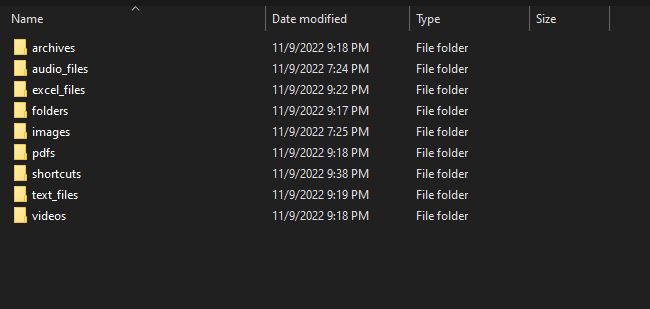 Name Date modified Type Size
archives 11/9/2022 9:18 PM File folder
audio_files 11/9/2022 7:24 PM File folder
excel_files 11/9/2022 9:22 PM File folder
folders 11/9/2022 9:17 PM File folder
images 11/9/2022 7:25 PM File folder
pdfs 11/9/2022 9:18 PM File folder
shortcuts 11/9/2022 9:38 PM File folder
text_files 11/9/2022 9:19 PM File folder
videos 11/9/2022 9:18 PM File folder